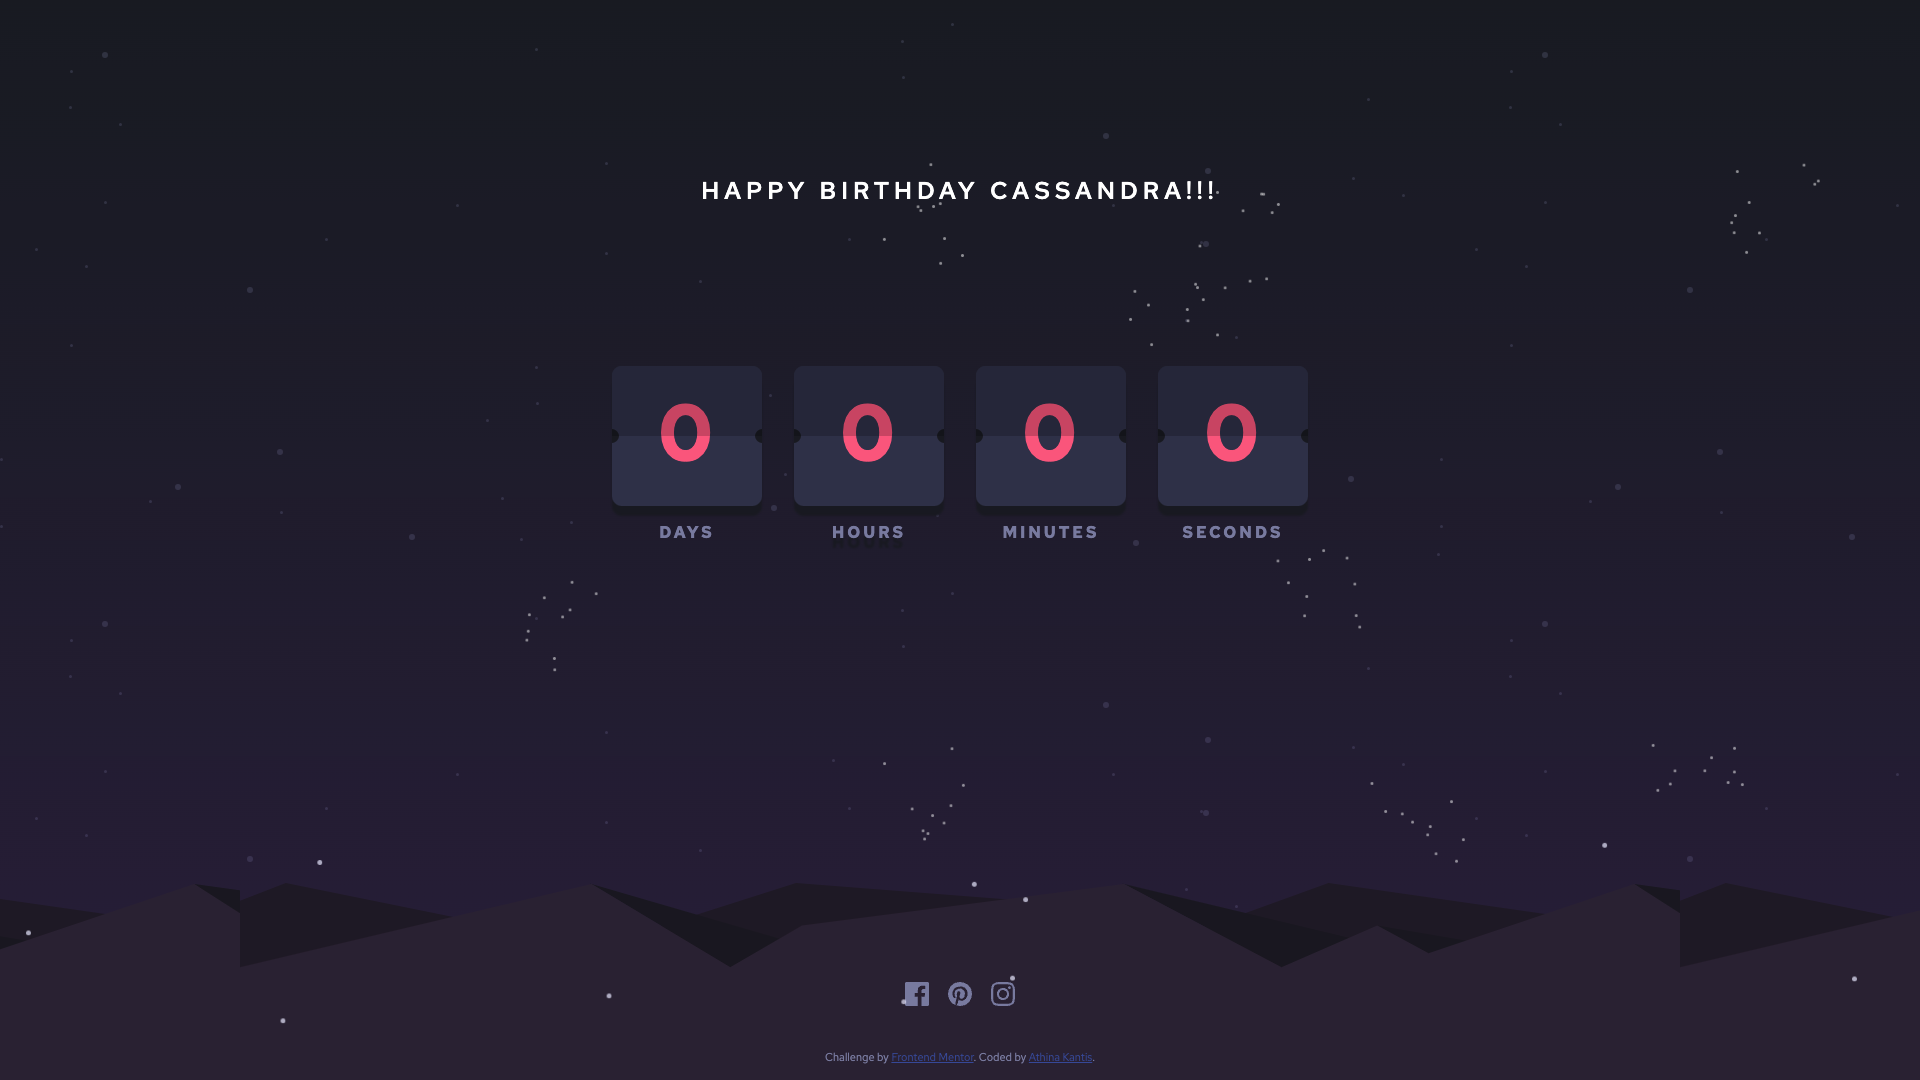 HAPPY BIRTHDAY CASSANDRA!!!
0 0 0 0
DAYS HOURS MINUTES SECONDS
Challenge by Frontend Mentor. Coded by Athina Kantis.